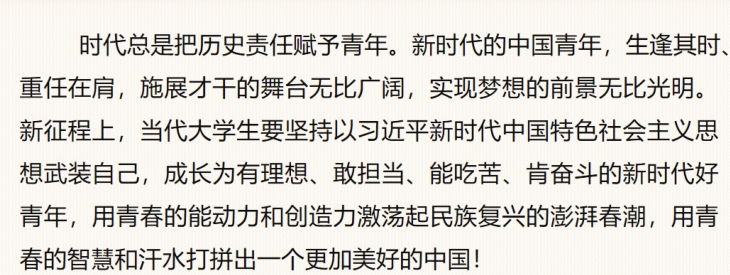 时代总是把历史责任赋予青年。新时代的中国青年，生逢其时、
重任在肩，施展才干的舞台无比广阔，实现梦想的前景无比光明。
新征程上，当代大学生要坚持以习近平新时代中国特色社会主义思
想武装自己，成长为有理想、敢担当、能吃苦、肯奋斗的新时代好
青年，用青春的能动力和创造力激荡起民族复兴的澎湃春潮，用青
春的智慧和汗水打拼出一个更加美好的中国！